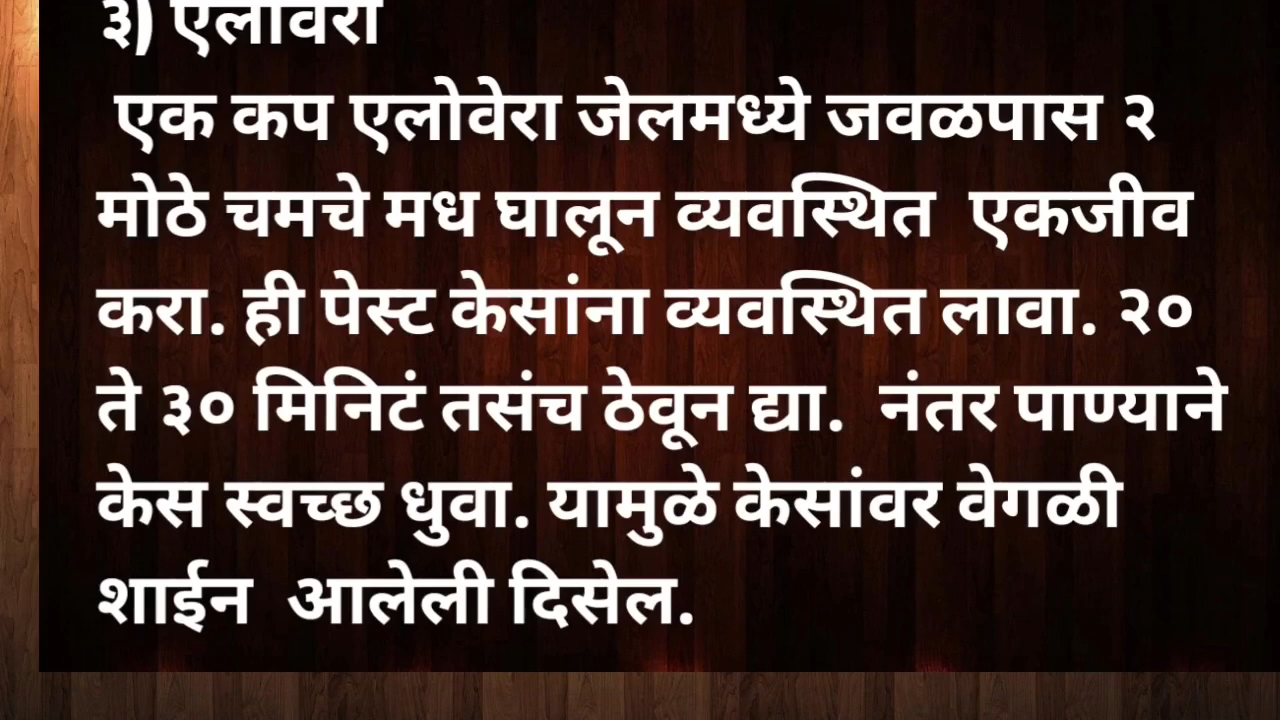 ३) एलोवेरा
एक कप एलोवेरा जेलमध्ये जवळपास २
मोठे चमचे मध घालून व्यवस्थित एकजीव
करा. ही पेस्ट केसांना व्यवस्थित लावा. २०
ते ३० मिनिटं तसंच ठेवून द्या. नंतर पाण्याने
केस स्वच्छ धुवा. यामुळे केसांवर वेगळी
शाईन आलेली दिसेल.